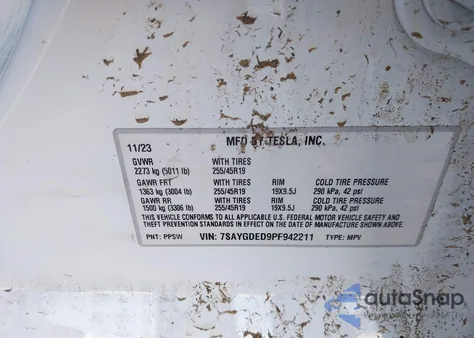 11/23 MFD BY TESLA, INC.
GVWR WITH TIRES
2273 kg (5011 lb) 255/45R19
GAWR FRT WITH TIRES RIM COLD TIRE PRESSURE
1363 kg (3004 lb) 255/45R19 19X9.5J 290 kPa, 42 psi
GAWR RR WITH TIRES RIM COLD TIRE PRESSURE
1500 kg (3306 lb) 255/45R19 19X9.5J 290 kPa, 42 psi
THIS VEHICLE CONFORMS TO ALL APPLICABLE U.S. FEDERAL MOTOR VEHICLE SAFETY AND
THEFT PREVENTION STANDARDS IN EFFECT ON THE DATE OF MANUFACTURE SHOWN ABOVE.
PNT: PPSW VIN: 7SAYGDED9PF942211 TYPE: MPV
autoSnap